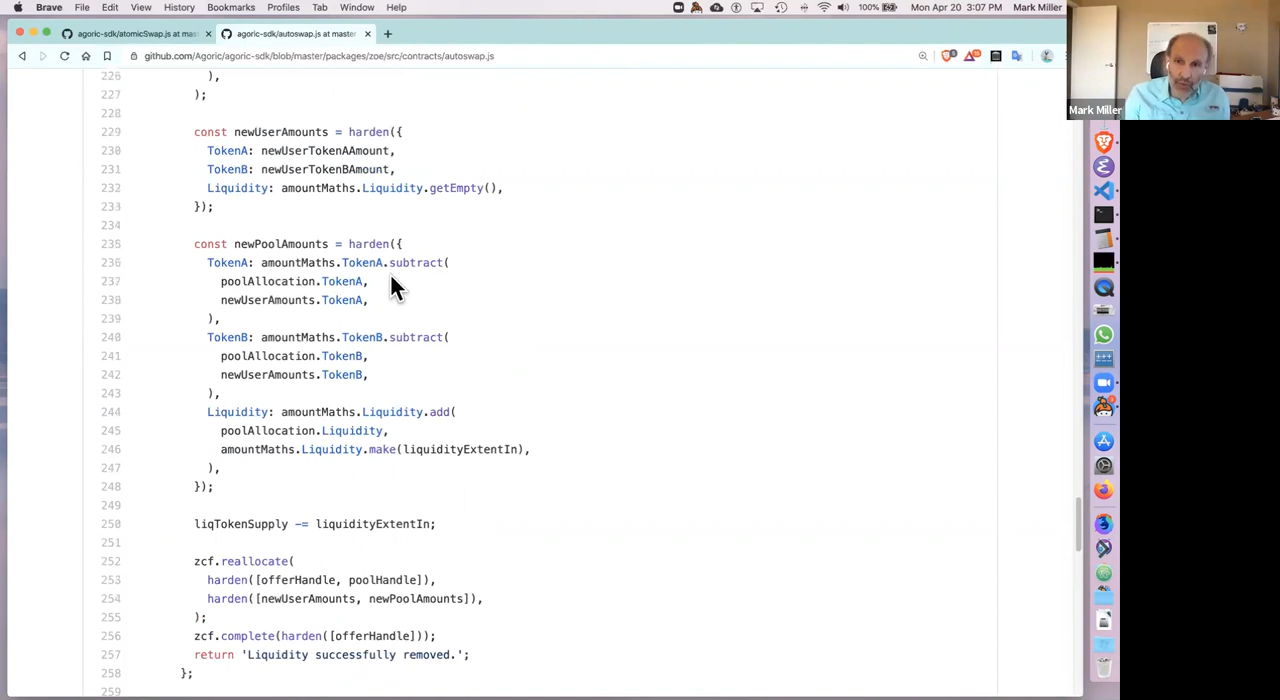 Brave File Edit View History Bookmarks Profiles Tab Window Help 100% Mon Apr 20 3:07 PM Mark Miller
agoric-sdk/atomicSwap.js at mas × agoric-sdk/autoswap.js at master × +
github.com/Agoric/agoric-sdk/blob/master/packages/zoe/src/contracts/autoswap.js
Mark Miller
226 ),
227 );
228
229 const newUserAmounts = harden({
230 TokenA: newUserTokenAAmount,
231 TokenB: newUserTokenBAmount,
232 Liquidity: amountMaths.Liquidity.getEmpty(),
233 });
234
235 const newPoolAmounts = harden({
236 TokenA: amountMaths.TokenA.subtract(
237 poolAllocation.TokenA,
238 newUserAmounts.TokenA,
239 ),
240 TokenB: amountMaths.TokenB.subtract(
241 poolAllocation.TokenB,
242 newUserAmounts.TokenB,
243 ),
244 Liquidity: amountMaths.Liquidity.add(
245 poolAllocation.Liquidity,
246 amountMaths.Liquidity.make(liquidityExtentIn),
247 ),
248 });
249
250 liqTokenSupply -= liquidityExtentIn;
251
252 zcf.reallocate(
253 harden([offerHandle, poolHandle]),
254 harden([newUserAmounts, newPoolAmounts]),
255 );
256 zcf.complete(harden([offerHandle]));
257 return 'Liquidity successfully removed.';
258 };
259